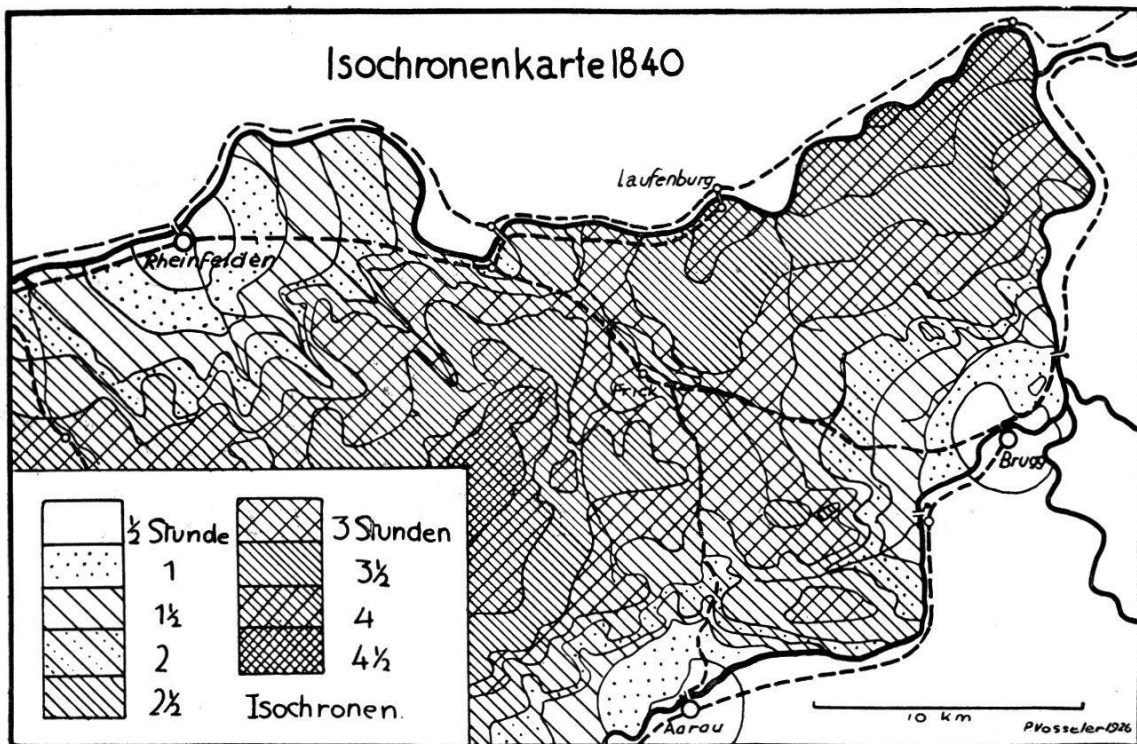 Isochronenkarte 1840
Laufenburg
Rheinfelden
Frick
Brugg
Aarau
½ Stunde
1
1½
2
2½
3 Stunden
3½
4
4½
Isochronen.
10 km
P.Vosseler 1926